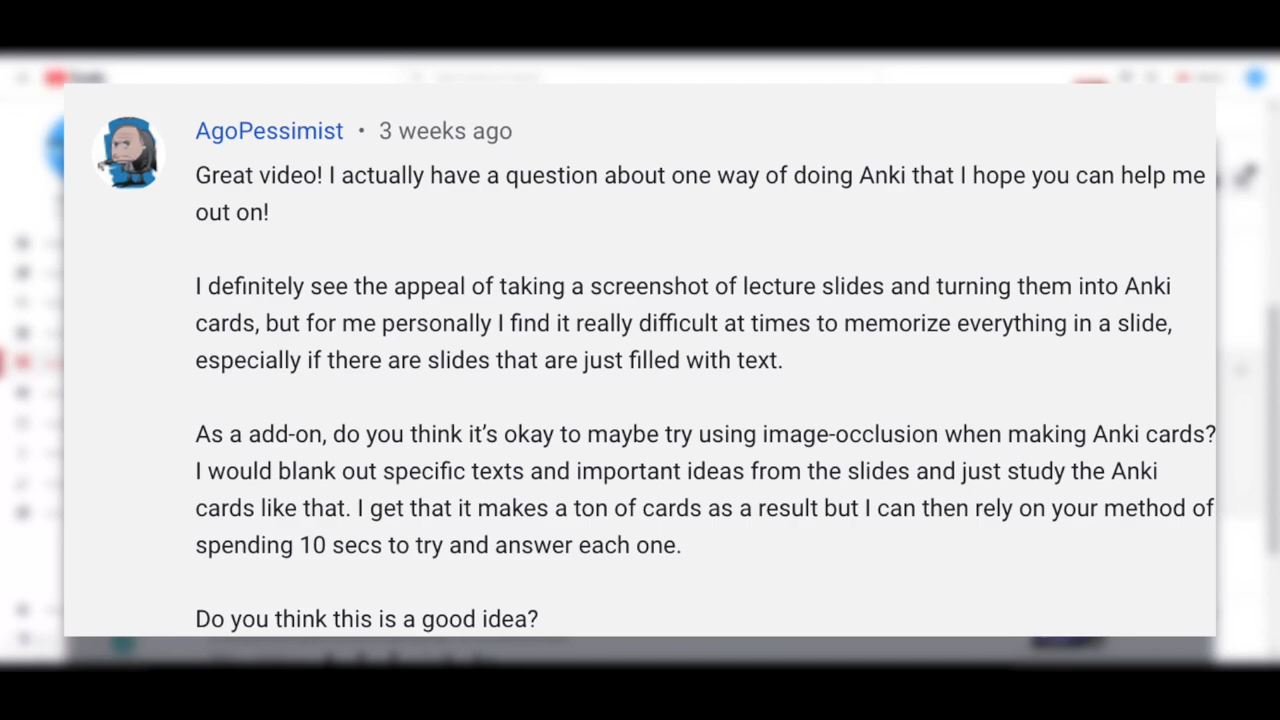 AgoPessimist • 3 weeks ago
Great video! I actually have a question about one way of doing Anki that I hope you can help me
out on!
I definitely see the appeal of taking a screenshot of lecture slides and turning them into Anki
cards, but for me personally I find it really difficult at times to memorize everything in a slide,
especially if there are slides that are just filled with text.
As a add-on, do you think it’s okay to maybe try using image-occlusion when making Anki cards?
I would blank out specific texts and important ideas from the slides and just study the Anki
cards like that. I get that it makes a ton of cards as a result but I can then rely on your method of
spending 10 secs to try and answer each one.
Do you think this is a good idea?